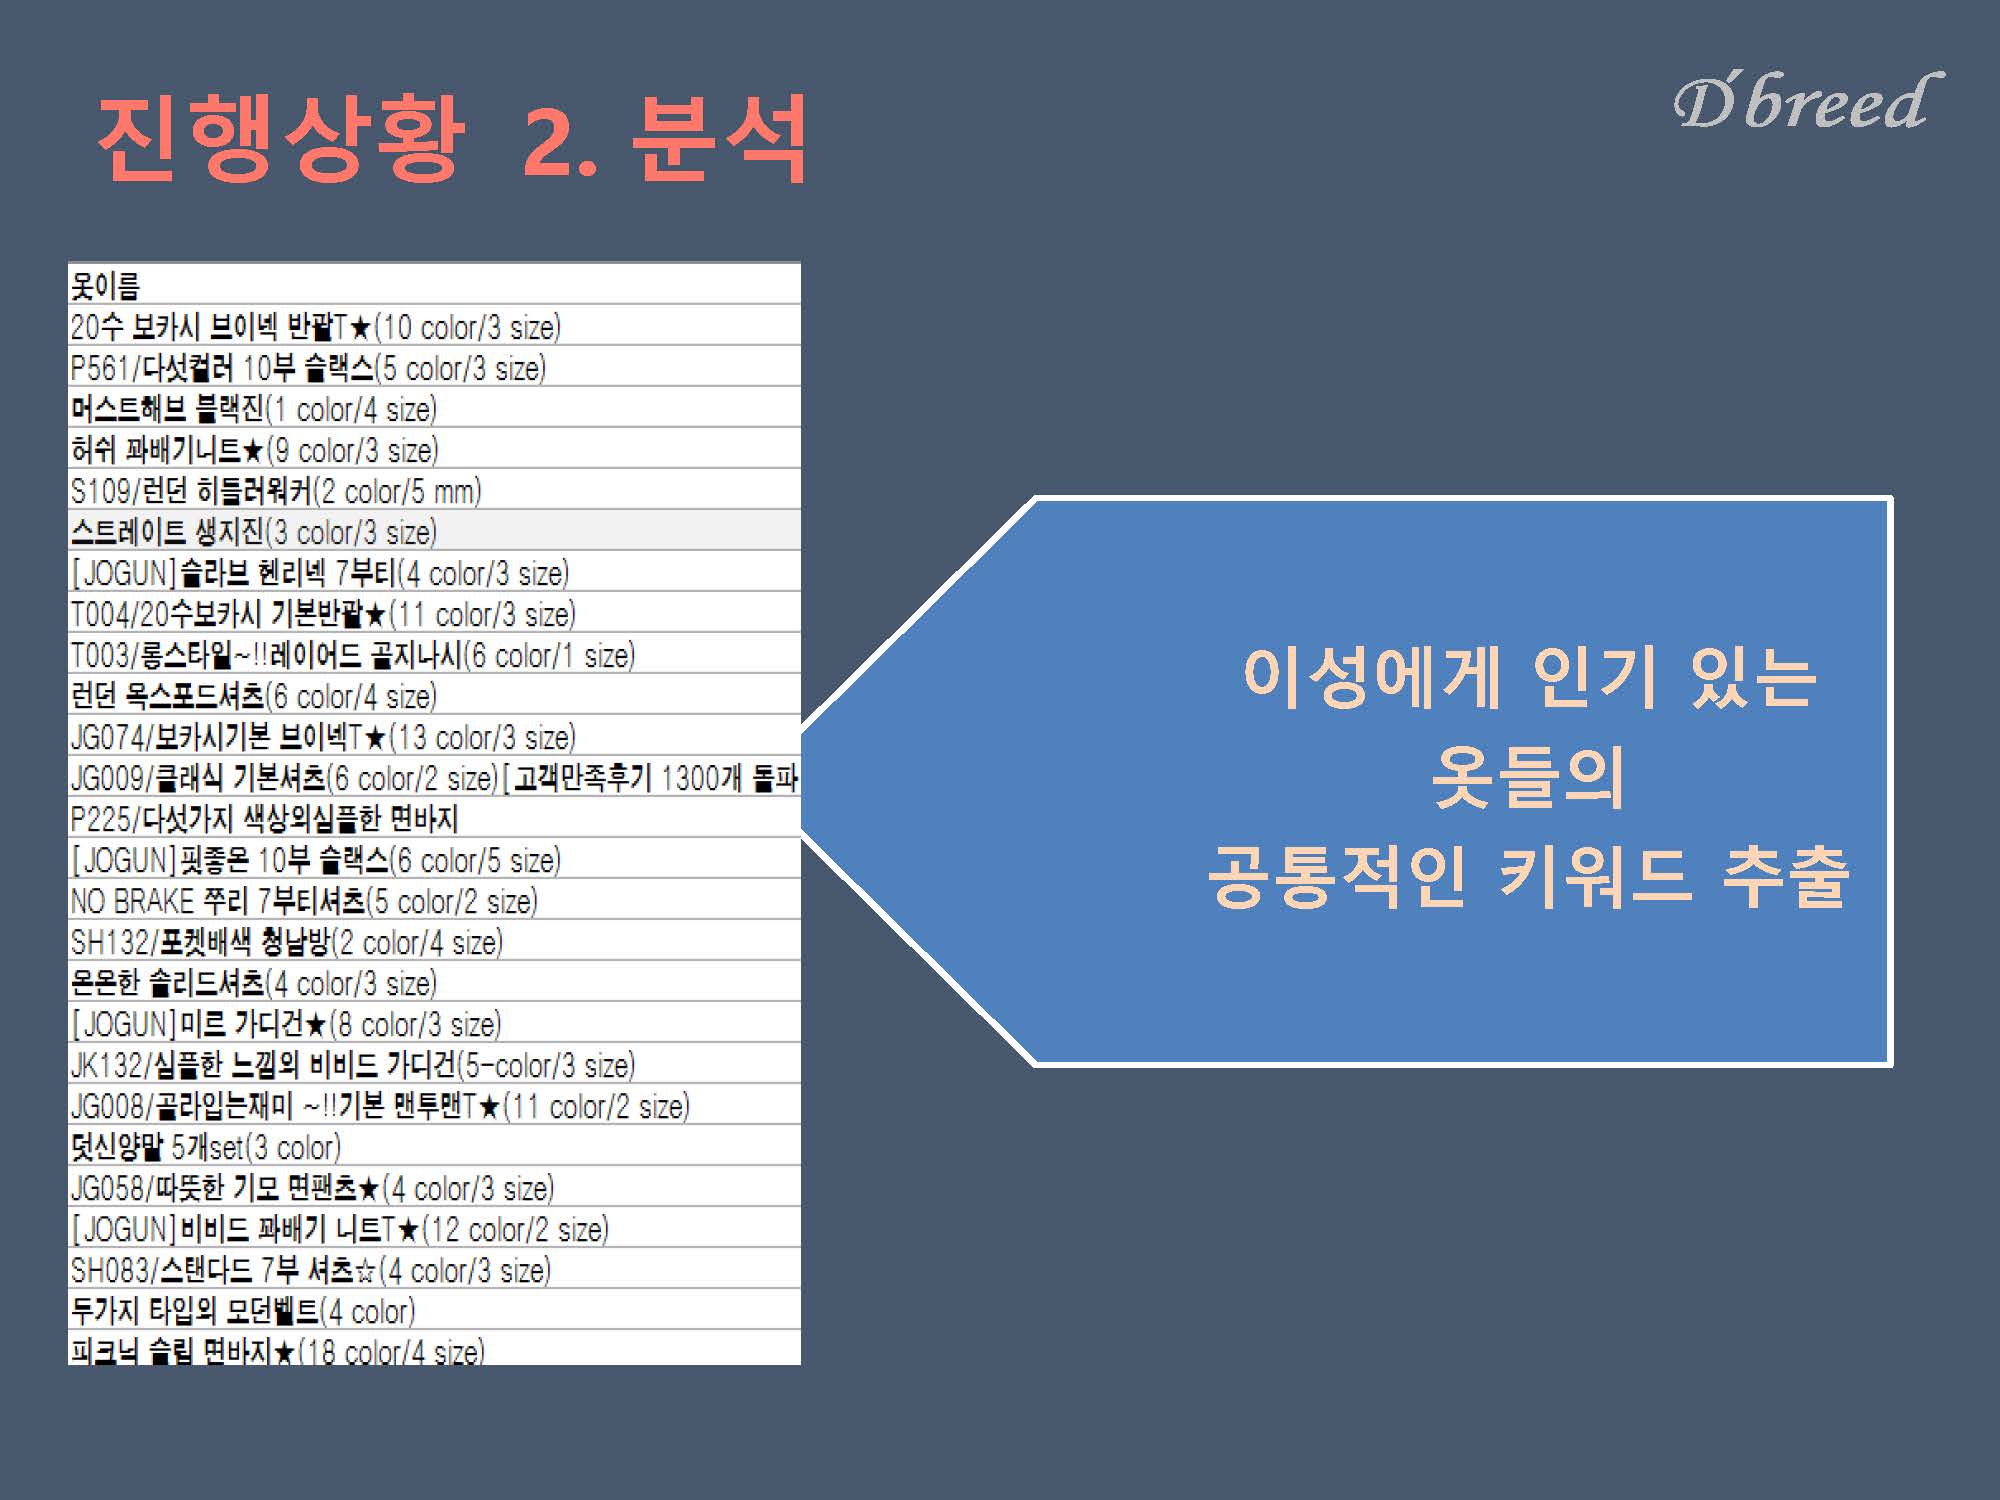 진행상황 2. 분석
D'breed
옷이름
20수 보카시 브이넥 반팔T★(10 color/3 size)
P561/다섯컬러 10부 슬랙스(5 color/3 size)
머스트해브 블랙진(1 color/4 size)
허쉬 꽈배기니트★(9 color/3 size)
S109/런던 히들러워커(2 color/5 mm)
스트레이트 생지진(3 color/3 size)
[JOGUN]슬라브 헨리넥 7부티(4 color/3 size)
T004/20수보카시 기본반팔★(11 color/3 size)
T003/롱스타일~!!레이어드 골지나시(6 color/1 size)
런던 옥스포드셔츠(6 color/4 size)
JG074/보카시기본 브이넥T★(13 color/3 size)
JG009/클래식 기본셔츠(6 color/2 size)[고객만족후기 1300개 돌파
P225/다섯가지 색상의심플한 면바지
[JOGUN]핏좋은 10부 슬랙스(6 color/5 size)
NO BRAKE 쭈리 7부티셔츠(5 color/2 size)
SH132/포켓배색 청남방(2 color/4 size)
은은한 솔리드셔츠(4 color/3 size)
[JOGUN]미르 가디건★(8 color/3 size)
JK132/심플한 느낌의 비비드 가디건(5-color/3 size)
JG008/골라입는재미 ~!!기본 맨투맨T★(11 color/2 size)
덧신양말 5개set(3 color)
JG058/따뜻한 기모 면팬츠★(4 color/3 size)
[JOGUN]비비드 꽈배기 니트T★(12 color/2 size)
SH083/스탠다드 7부 셔츠☆(4 color/3 size)
두가지 타입의 모던벨트(4 color)
피크닉 슬림 면바지★(18 color/4 size)
이성에게 인기 있는
옷들의
공통적인 키워드 추출